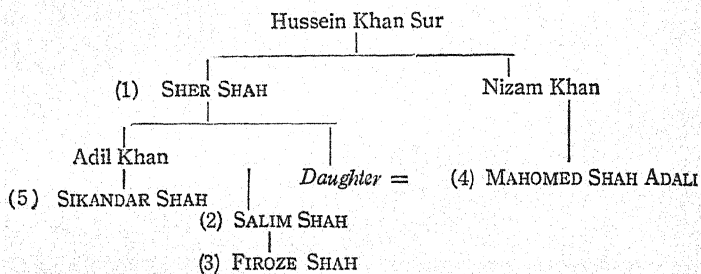 Hussein Khan Sur
(1) SHER SHAH Nizam Khan
Adil Khan
Daughter = (4) MAHOMED SHAH ADALI
(5) SIKANDAR SHAH
(2) SALIM SHAH
(3) FIROZE SHAH